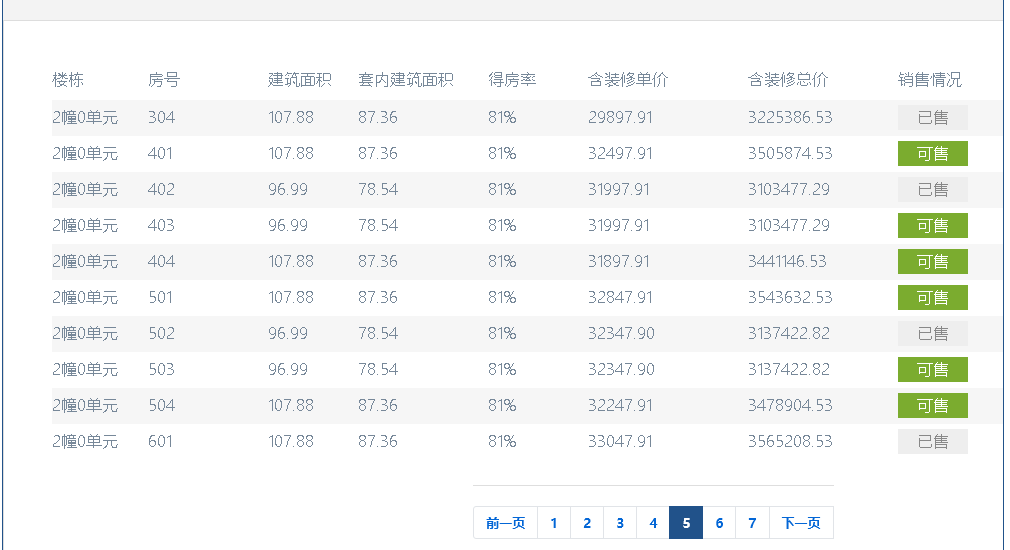 楼栋 房号 建筑面积 套内建筑面积 得房率 含装修单价 含装修总价 销售情况
2幢0单元 304 107.88 87.36 81% 29897.91 3225386.53 已售
2幢0单元 401 107.88 87.36 81% 32497.91 3505874.53 可售
2幢0单元 402 96.99 78.54 81% 31997.91 3103477.29 已售
2幢0单元 403 96.99 78.54 81% 31997.91 3103477.29 可售
2幢0单元 404 107.88 87.36 81% 31897.91 3441146.53 可售
2幢0单元 501 107.88 87.36 81% 32847.91 3543632.53 可售
2幢0单元 502 96.99 78.54 81% 32347.90 3137422.82 已售
2幢0单元 503 96.99 78.54 81% 32347.90 3137422.82 可售
2幢0单元 504 107.88 87.36 81% 32247.91 3478904.53 可售
2幢0单元 601 107.88 87.36 81% 33047.91 3565208.53 已售
前一页 1 2 3 4 5 6 7 下一页